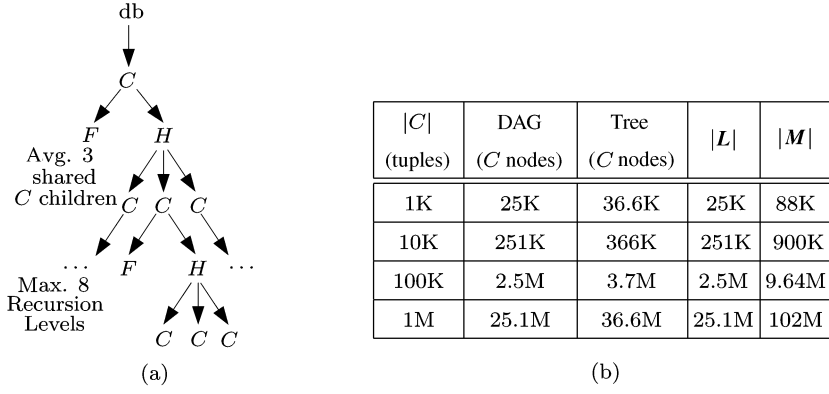 db
C
F H
Avg. 3
shared
C children
C C C
... F H ...
Max. 8
Recursion
Levels
C C C
(a)
|C| DAG Tree |L| |M|
(tuples) (C nodes) (C nodes)
1K 25K 36.6K 25K 88K
10K 251K 366K 251K 900K
100K 2.5M 3.7M 2.5M 9.64M
1M 25.1M 36.6M 25.1M 102M
(b)